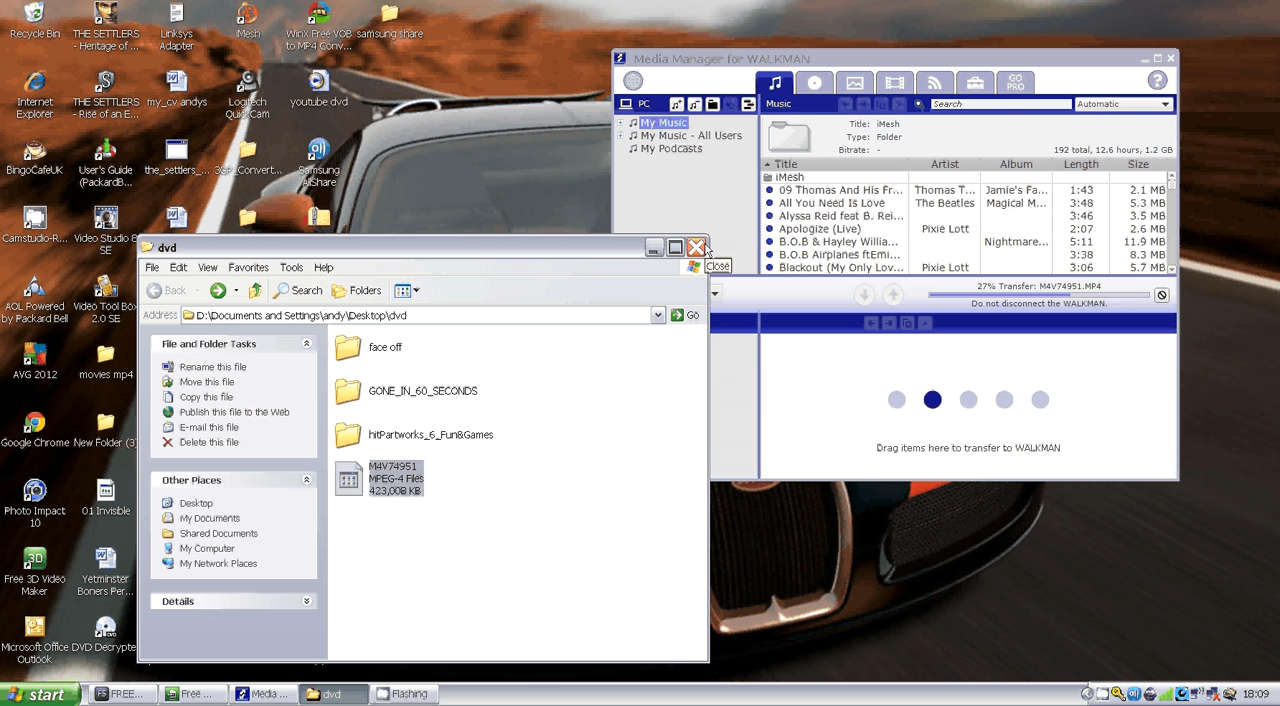 Recycle Bin
THE SETTLERS
- Heritage of ...
Linksys
Adapter
iMesh
WinX Free VOB
to MP4 Conv...
samsung share
Internet
Explorer
THE SETTLERS
- Rise of an E...
my_cv andys
Logitech
QuickCam
youtube dvd
BingoCafeUK
User's Guide
(PackardB...
the_settlers_...
3GP_Convert...
Samsung
AllShare
Camstudio-R...
Video Studio 8
SE
AOL Powered
by Packard Bell
Video Tool Box
2.0 SE
AVG 2012
movies mp4
Google Chrome
New Folder (3)
Photo Impact
10
01 Invisible
Free 3D Video
Maker
Yetminster
Boners Per...
Microsoft Office
Outlook
DVD Decrypte
Media Manager for WALKMAN
GO
PRO
?
PC
Music
Search
Automatic
My Music
My Music - All Users
My Podcasts
Title: iMesh
Type: Folder
Bitrate: -
192 total, 12.6 hours, 1.2 GB
Title Artist Album Length Size
iMesh
09 Thomas And His Fr... Thomas T... Jamie's Fa... 1:43 2.1 MB
All You Need Is Love The Beatles Magical M... 3:48 5.3 MB
Alyssa Reid feat B. Rei... 3:46 3.5 MB
Apologize (Live) Pixie Lott 2:07 2.6 MB
B.O.B & Hayley Willia... Nightmare... 5:11 11.9 MB
B.O.B Airplanes ftEmi... 3:38 8.3 MB
Blackout (My Only Lov... Pixie Lott 3:06 5.7 MB
27% Transfer: M4V74951.MP4
Do not disconnect the WALKMAN.
Drag items here to transfer to WALKMAN
dvd
Close
File Edit View Favorites Tools Help
Back Search Folders
Address D:\Documents and Settings\andy\Desktop\dvd Go
File and Folder Tasks
Rename this file
Move this file
Copy this file
Publish this file to the Web
E-mail this file
Delete this file
Other Places
Desktop
My Documents
Shared Documents
My Computer
My Network Places
Details
face off
GONE_IN_60_SECONDS
hitPartworks_6_Fun&Games
M4V74951
MPEG-4 Files
423,008 KB
start
FREE...
Free ...
Media ...
dvd
Flashing
18:09